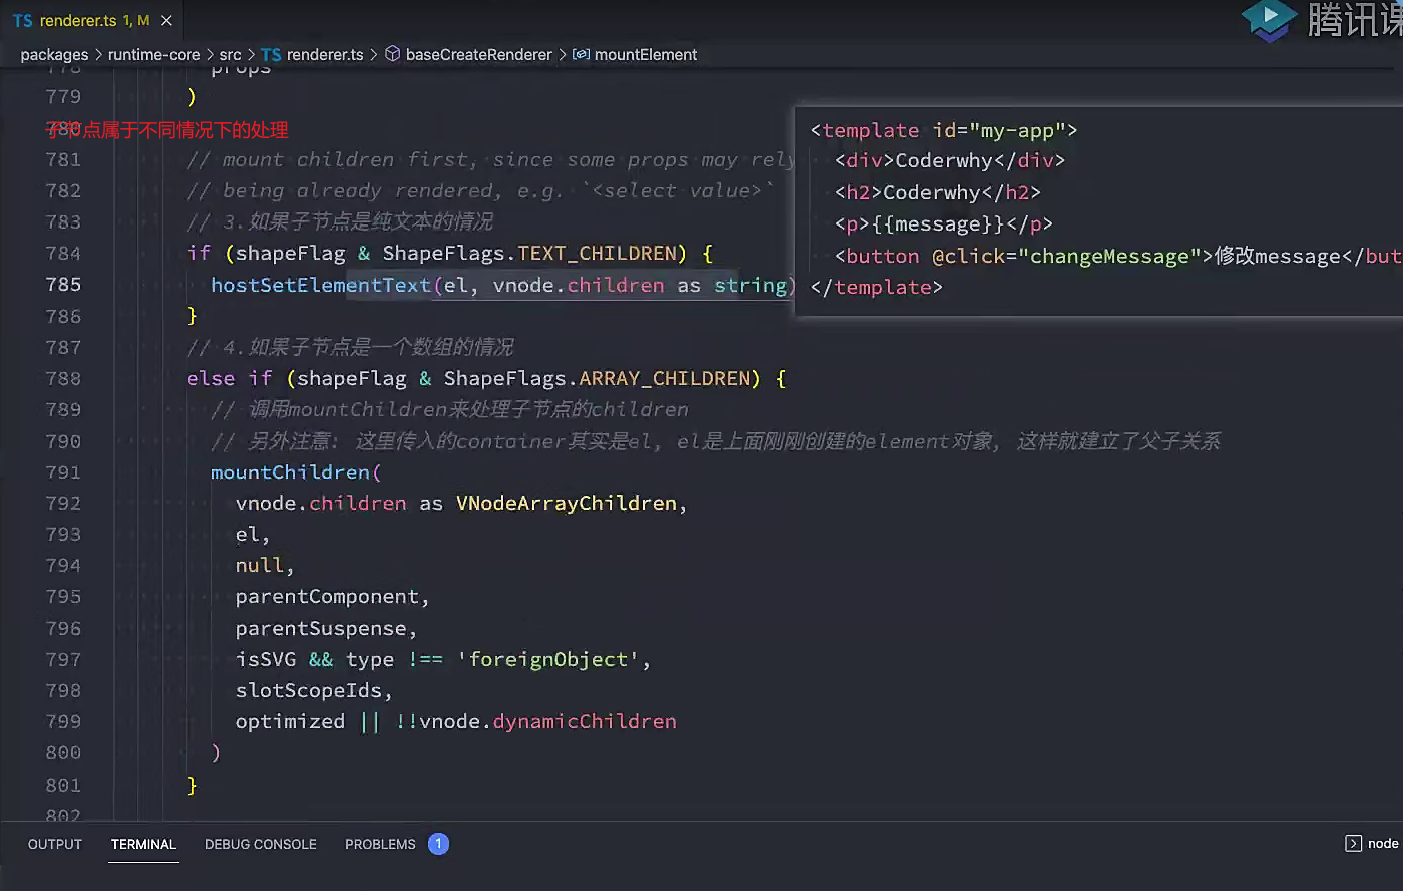 TS renderer.ts 1, M ×
腾讯课
packages > runtime-core > src > TS renderer.ts > baseCreateRenderer > mountElement
778 props
779 )
780
子节点属于不同情况下的处理
781 // mount children first, since some props may rely
782 // being already rendered, e.g. `<select value>`
783 // 3.如果子节点是纯文本的情况
784 if (shapeFlag & ShapeFlags.TEXT_CHILDREN) {
785 hostSetElementText(el, vnode.children as string)
786 }
787 // 4.如果子节点是一个数组的情况
788 else if (shapeFlag & ShapeFlags.ARRAY_CHILDREN) {
789 // 调用mountChildren来处理子节点的children
790 // 另外注意: 这里传入的container其实是el, el是上面刚刚创建的element对象, 这样就建立了父子关系
791 mountChildren(
792 vnode.children as VNodeArrayChildren,
793 el,
794 null,
795 parentComponent,
796 parentSuspense,
797 isSVG && type !== 'foreignObject',
798 slotScopeIds,
799 optimized || !!vnode.dynamicChildren
800 )
801 }
802
<template id="my-app">
<div>Coderwhy</div>
<h2>Coderwhy</h2>
<p>{{message}}</p>
<button @click="changeMessage">修改message</but
</template>
OUTPUT TERMINAL DEBUG CONSOLE PROBLEMS 1 node